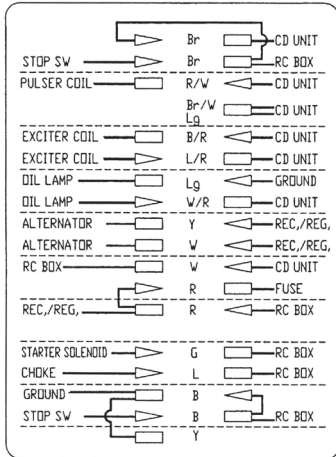 Br CD UNIT
STOP SW Br RC BOX
PULSER COIL R/W CD UNIT
Br/W
Lg CD UNIT
EXCITER COIL B/R CD UNIT
EXCITER COIL L/R CD UNIT
OIL LAMP Lg GROUND
OIL LAMP W/R CD UNIT
ALTERNATOR Y REC,/REG,
ALTERNATOR W REC,/REG,
RC BOX W CD UNIT
R FUSE
REC,/REG, R RC BOX
STARTER SOLENOID G RC BOX
CHOKE L RC BOX
GROUND B
STOP SW B RC BOX
Y